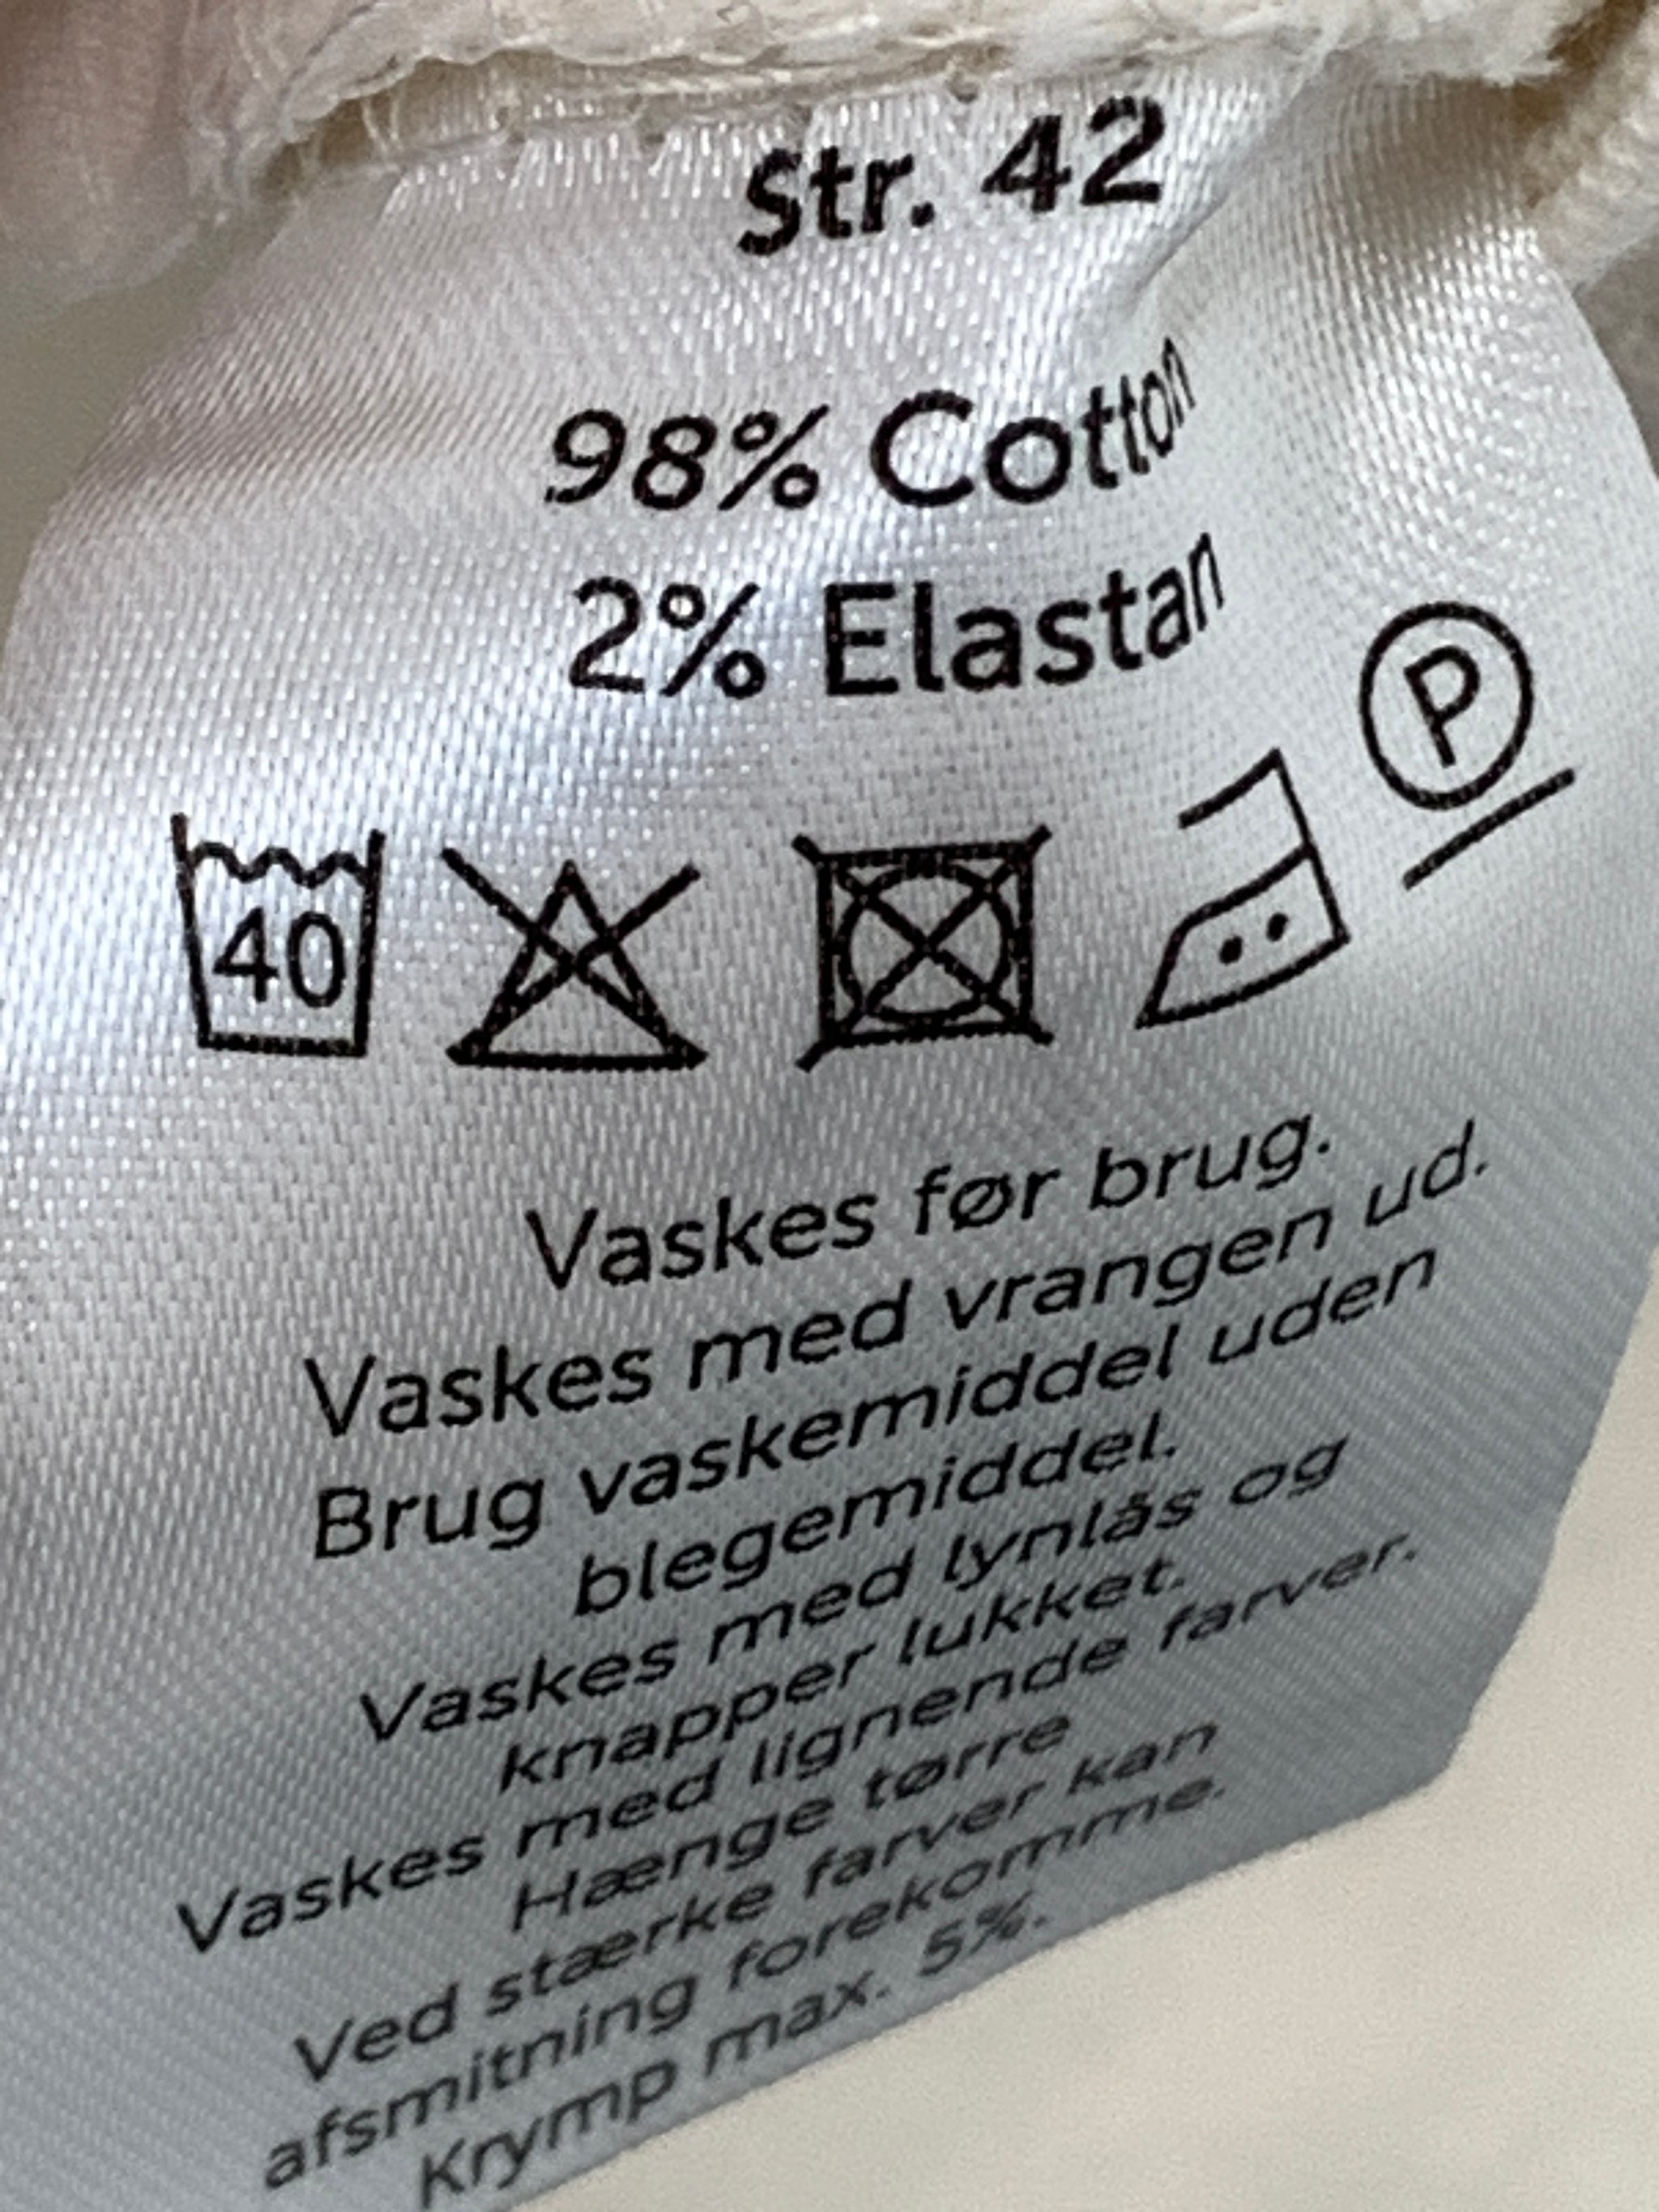 Str. 42
98% Cotton
2% Elastan
40
P
Vaskes før brug.
Vaskes med vrangen ud.
Brug vaskemiddel uden
blegemiddel.
Vaskes med lynlås og
knapper lukket.
Vaskes med lignende farver.
Hænge tørre
Ved stærke farver kan
afsmitning forekomme.
Krymp max. 5%.